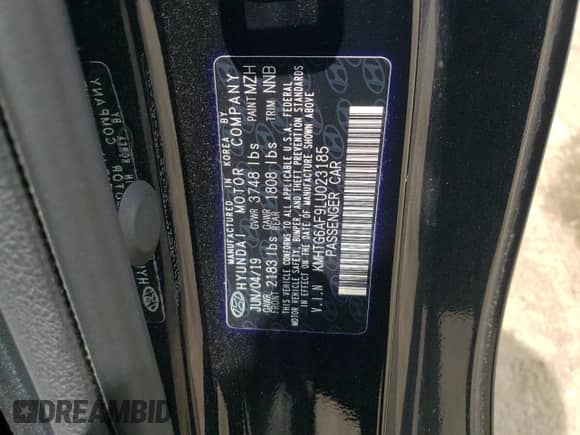 MANUFACTURED IN KOREA BY
HYUNDAI MOTOR COMPANY
JUN/04/19 GVWR 3748 lbs PAINT MZH
GAWR FRONT 2183 lbs GAWR REAR 1808 lbs TRIM NNB
THIS VEHICLE CONFORMS TO ALL APPLICABLE U.S.A. FEDERAL
MOTOR VEHICLE SAFETY, BUMPER, AND THEFT PREVENTION STANDARDS
IN EFFECT ON THE DATE OF MANUFACTURE SHOWN ABOVE
V.I.N KMHTG6AF9LU023185
PASSENGER CAR
DREAMBID